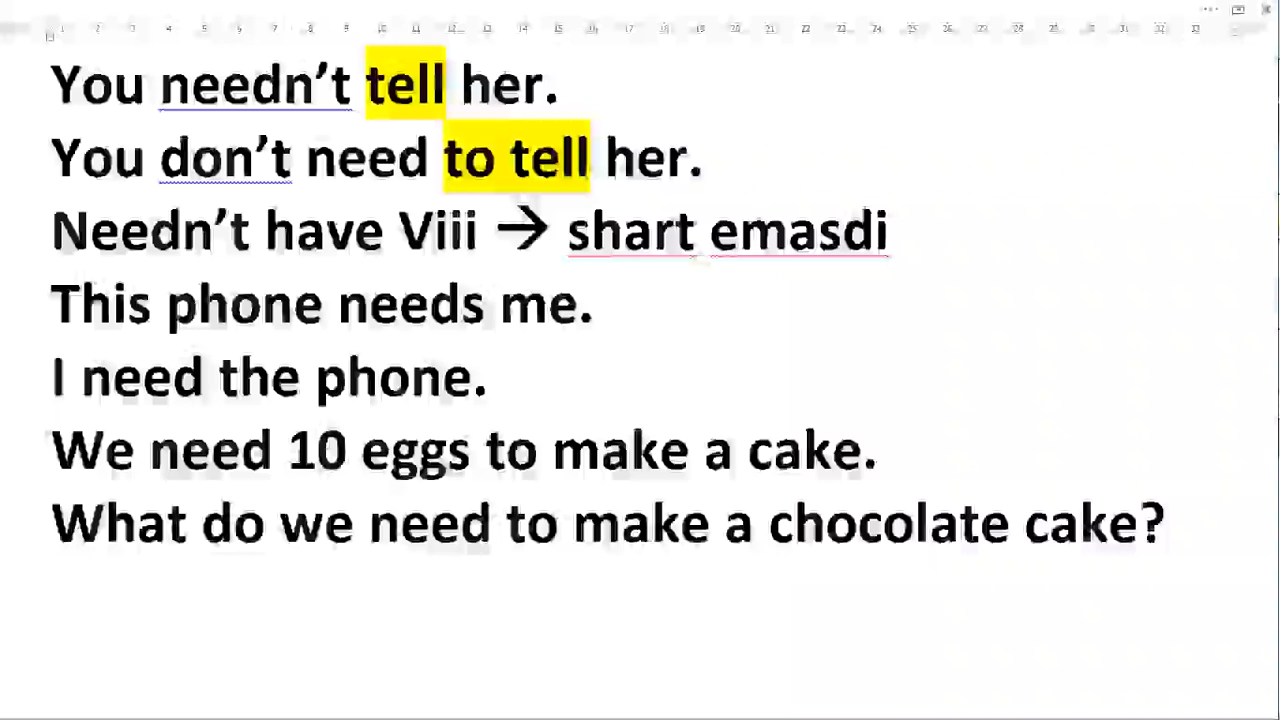 You needn’t tell her.
You don’t need to tell her.
Needn’t have Viii → shart emasdi
This phone needs me.
I need the phone.
We need 10 eggs to make a cake.
What do we need to make a chocolate cake?